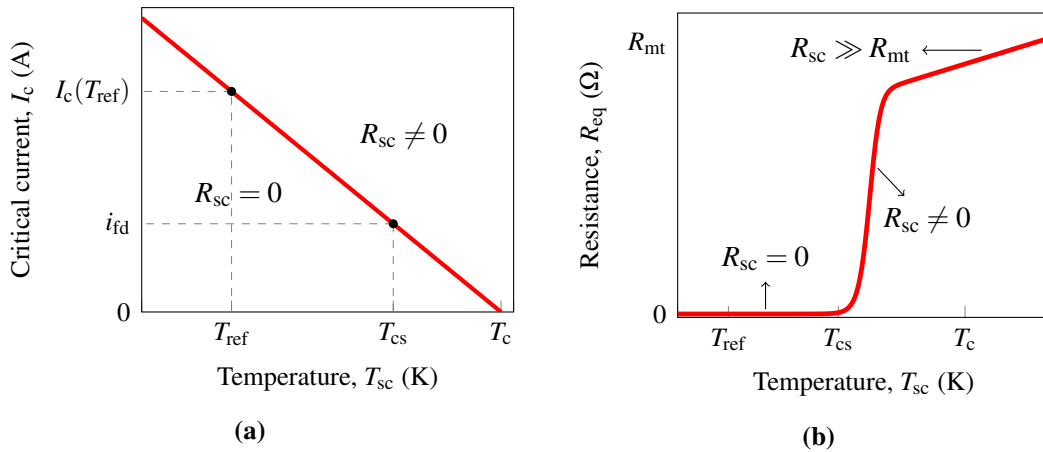 Critical current, I_c (A)
I_c(T_ref)
i_fd
0
R_sc ≠ 0
R_sc = 0
T_ref
T_cs
T_c
Temperature, T_sc (K)
(a)
Resistance, R_eq (Ω)
R_mt
0
R_sc ≫ R_mt
R_sc ≠ 0
R_sc = 0
T_ref
T_cs
T_c
Temperature, T_sc (K)
(b)